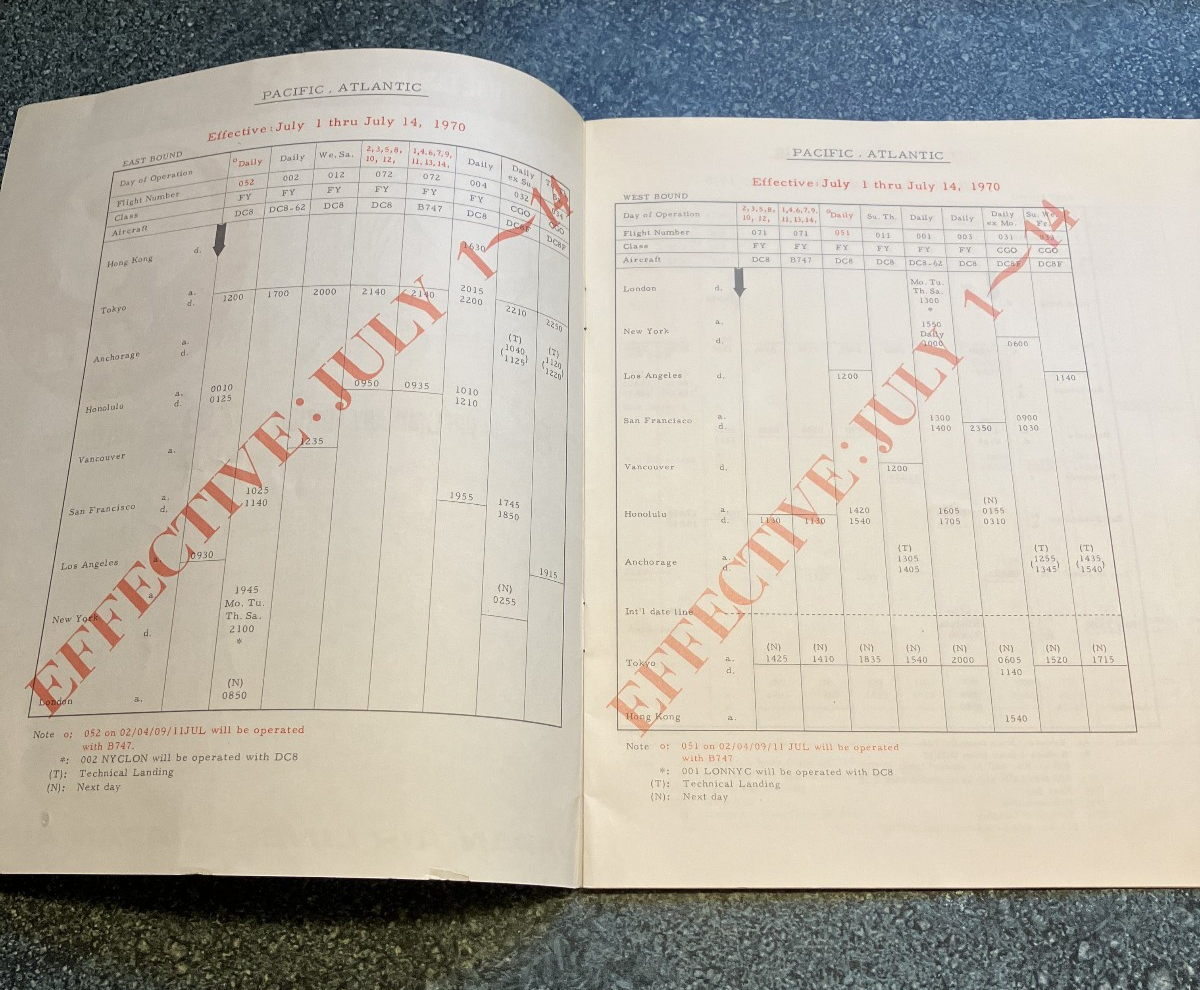 PACIFIC, ATLANTIC
Effective: July 1 thru July 14, 1970
EAST BOUND
Day of Operation o Daily Daily We, Sa. 2,3,5,8, 10, 12, 1,4,6,7,9, 11,13,14, Daily Daily ex Su.
Flight Number 052 002 012 072 072 004 032
Class FY FY FY FY FY FY CGO CGO
Aircraft DC8 DC8-62 DC8 DC8 B747 DC8 DC8F DC8F
Hong Kong d. 1630
Tokyo a. 2015
d. 1200 1700 2000 2140 2140 2200 2210 2250
Anchorage a. (T) (T)
d. (1040, 1125) (1120, 1220)
Honolulu a. 0010 0950 0935 1010
d. 0125 1210
Vancouver a. 1235
San Francisco a. 1025 1955 1745
d. 1140 1850
Los Angeles a. 0930 1915
New York a. 1945 (N) 0255
Mo. Tu.
Th. Sa.
d. 2100
*
(N)
London a. 0850
Note o: 052 on 02/04/09/11JUL will be operated
with B747.
*: 002 NYCLON will be operated with DC8
(T): Technical Landing
(N): Next day
EFFECTIVE: JULY 1—14
PACIFIC, ATLANTIC
Effective: July 1 thru July 14, 1970
WEST BOUND
Day of Operation 2,3,5,8, 10, 12, 1,4,6,7,9, 11,13,14, o Daily Su. Th. Daily Daily Daily ex Mo. Su. We. Fr.
Flight Number 071 071 051 011 001 003 031
Class FY FY FY FY FY FY CGO CGO
Aircraft DC8 B747 DC8 DC8 DC8-62 DC8 DC8F DC8F
London d. Mo. Tu.
Th. Sa.
1300
*
New York a. 1550
Daily
d. 1000 0600
Los Angeles d. 1200 1140
San Francisco a. 1300 0900
d. 1400 2350 1030
Vancouver d. 1200
(N)
Honolulu a. 1420 1605 0155
d. 1130 1130 1540 1705 0310
(T) (T) (T)
Anchorage a. 1305 (1255, (1435,
d. 1405 1345) 1540)
Int'l date line
(N) (N) (N) (N) (N) (N) (N) (N)
Tokyo a. 1425 1410 1835 1540 2000 0605 1520 1715
d. 1140
Hong Kong a. 1540
Note o: 051 on 02/04/09/11 JUL will be operated
with B747
*: 001 LONNYC will be operated with DC8
(T): Technical Landing
(N): Next day
EFFECTIVE: JULY 1—14